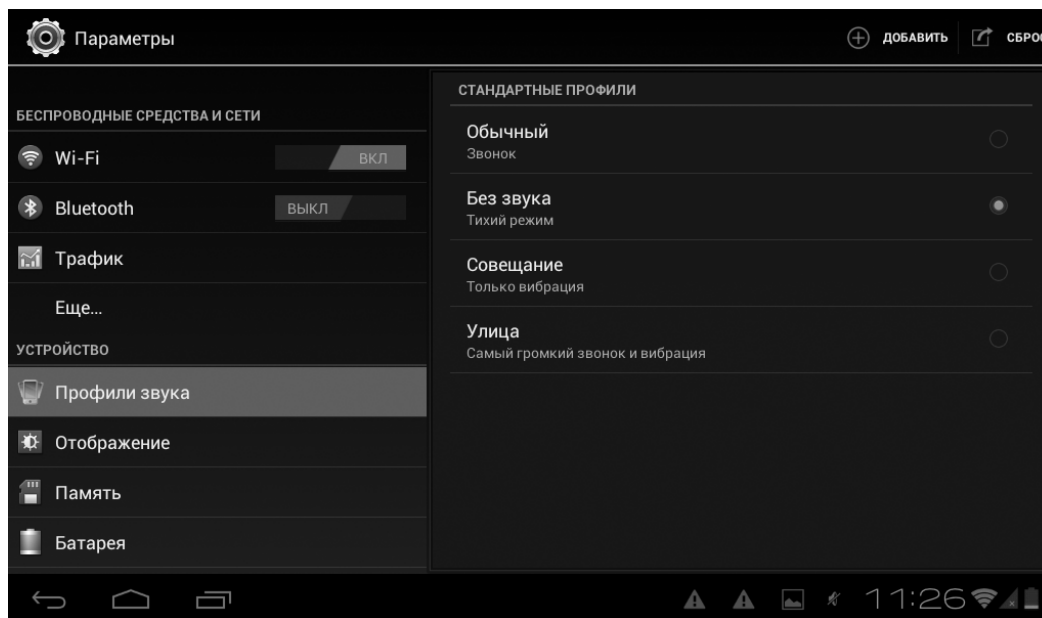 Параметры
ДОБАВИТЬ
СБРО
БЕСПРОВОДНЫЕ СРЕДСТВА И СЕТИ
Wi-Fi
ВКЛ
Bluetooth
ВЫКЛ
Трафик
Еще...
УСТРОЙСТВО
Профили звука
Отображение
Память
Батарея
СТАНДАРТНЫЕ ПРОФИЛИ
Обычный
Звонок
Без звука
Тихий режим
Совещание
Только вибрация
Улица
Самый громкий звонок и вибрация
11:26